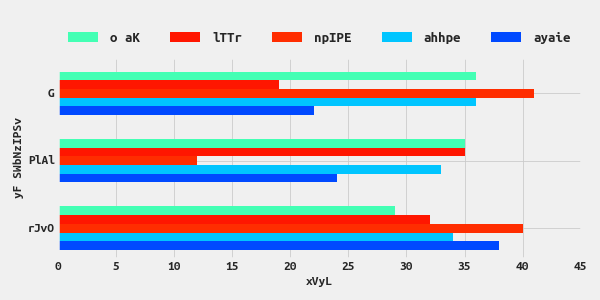 o aK lTTr npIPE ahhpe ayaie
yF SWbNzIPSv
G
PlAl
rJvO
0 5 10 15 20 25 30 35 40 45
xVyL